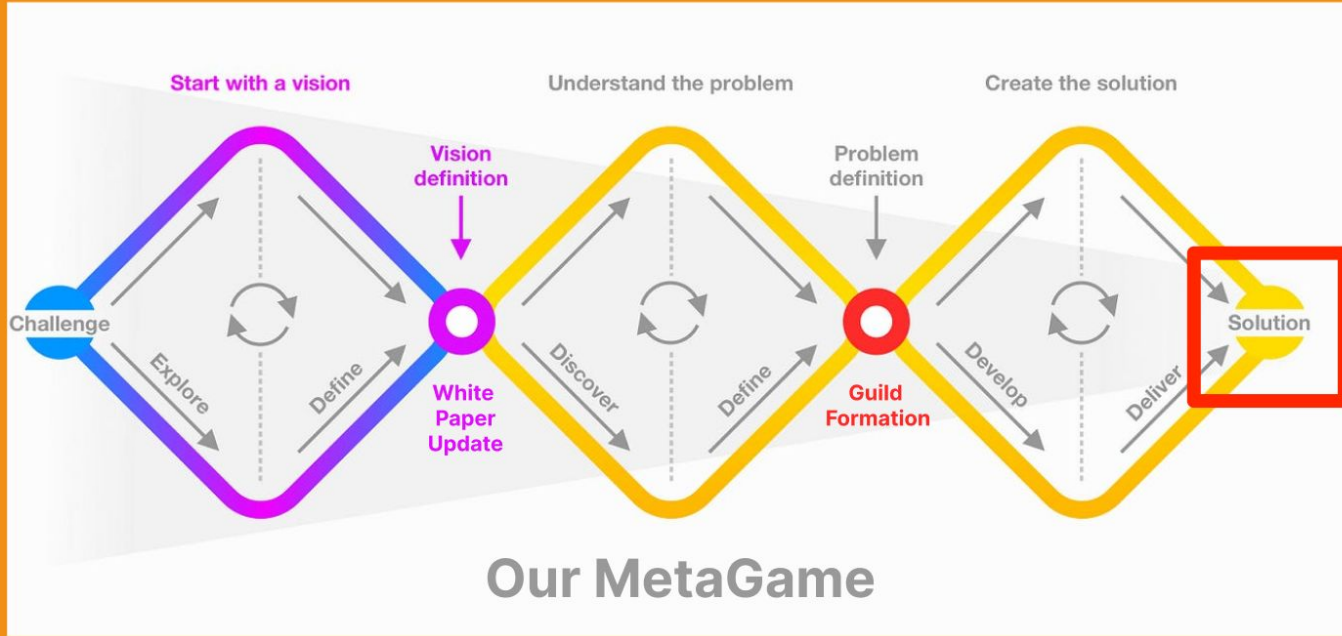 Start with a vision
Understand the problem
Create the solution
Vision
definition
Problem
definition
Challenge
Solution
Explore
Define
Discover
Define
Develop
Deliver
White
Paper
Update
Guild
Formation
Our MetaGame